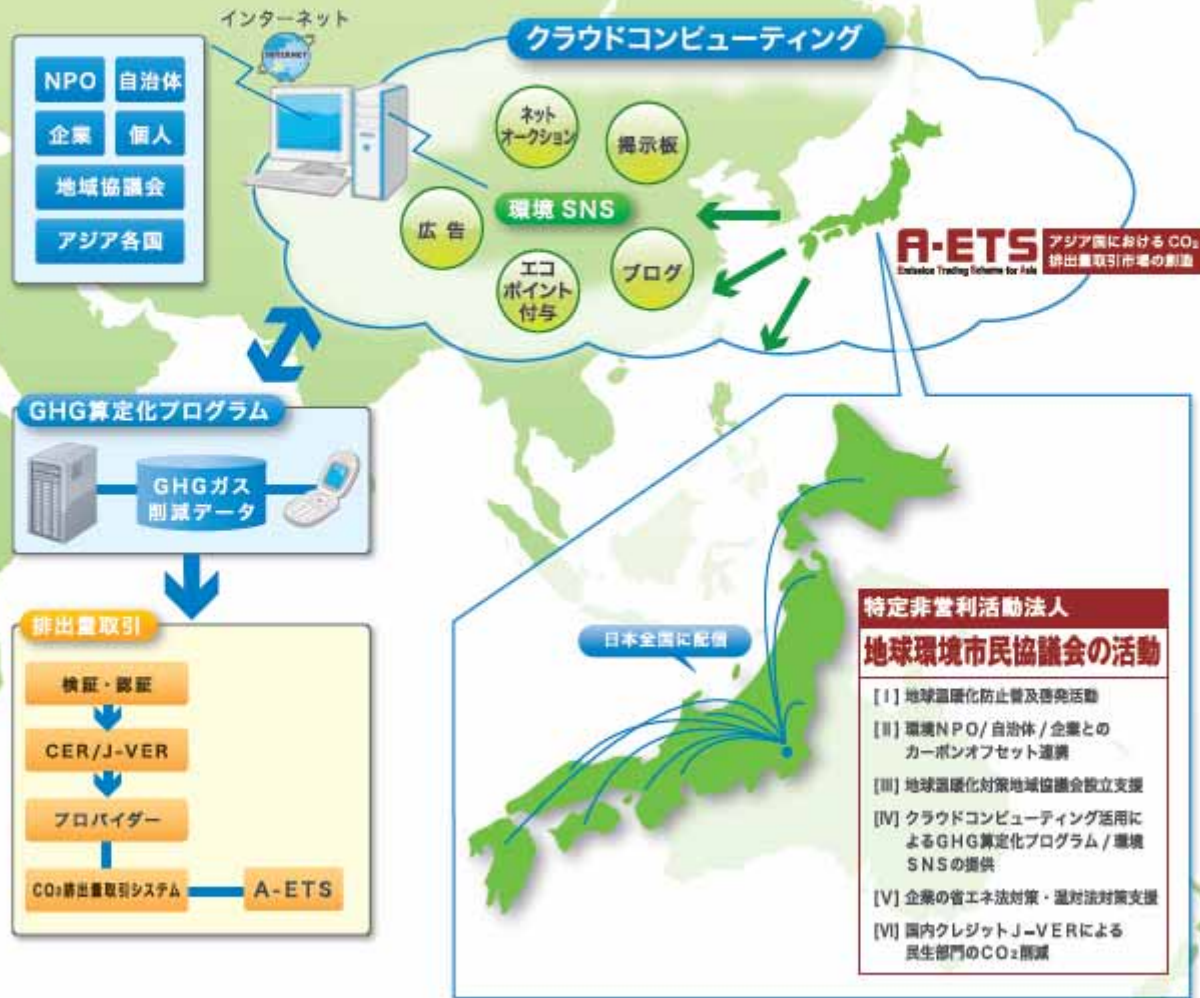 インターネット
INTERNET
クラウドコンピューティング
NPO
自治体
企業
個人
地域協議会
アジア各国
ネット
オークション
掲示板
広告
環境 SNS
エコ
ポイント
付与
ブログ
A-ETS
Emission Trading Scheme for Asia
アジア圏における CO₂
排出量取引市場の創造
GHG算定化プログラム
GHGガス
削減データ
排出量取引
検証・認証
CER/J-VER
プロバイダー
CO₂排出量取引システム
A-ETS
日本全国に配信
特定非営利活動法人
地球環境市民協議会の活動
[Ⅰ] 地球温暖化防止普及啓発活動
[Ⅱ] 環境NPO/自治体/企業との
カーボンオフセット連携
[Ⅲ] 地球温暖化対策地域協議会設立支援
[Ⅳ] クラウドコンピューティング活用に
よるGHG算定化プログラム/環境
SNSの提供
[Ⅴ] 企業の省エネ法対策・温対法対策支援
[Ⅵ] 国内クレジットJ-VERによる
民生部門のCO₂削減